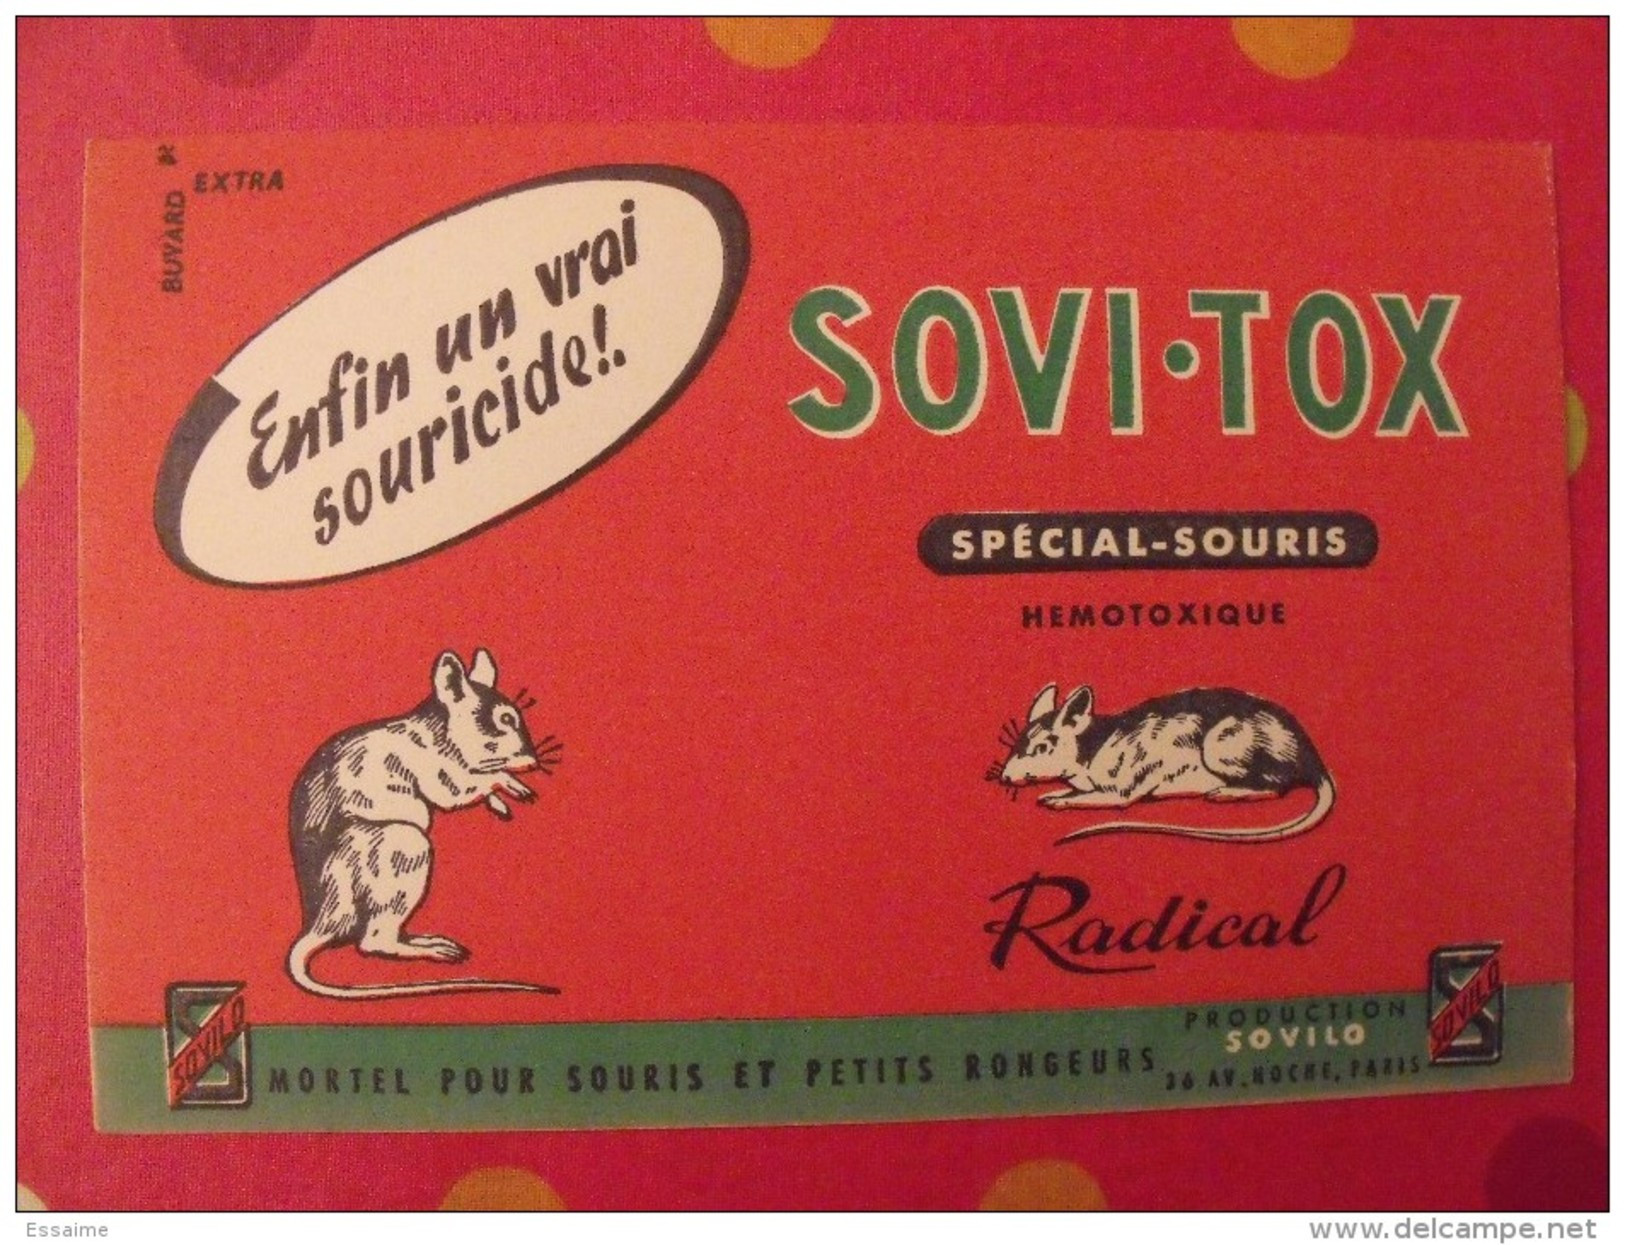 BUVARD
EXTRA
Enfin un vrai
souricide!.
SOVI·TOX
SPÉCIAL-SOURIS
HEMOTOXIQUE
Radical
SOVILO
MORTEL POUR SOURIS ET PETITS RONGEURS
PRODUCTION
SOVILO
36 AV. HOCHE, PARIS
SOVILO
Essaime
www.delcampe.net